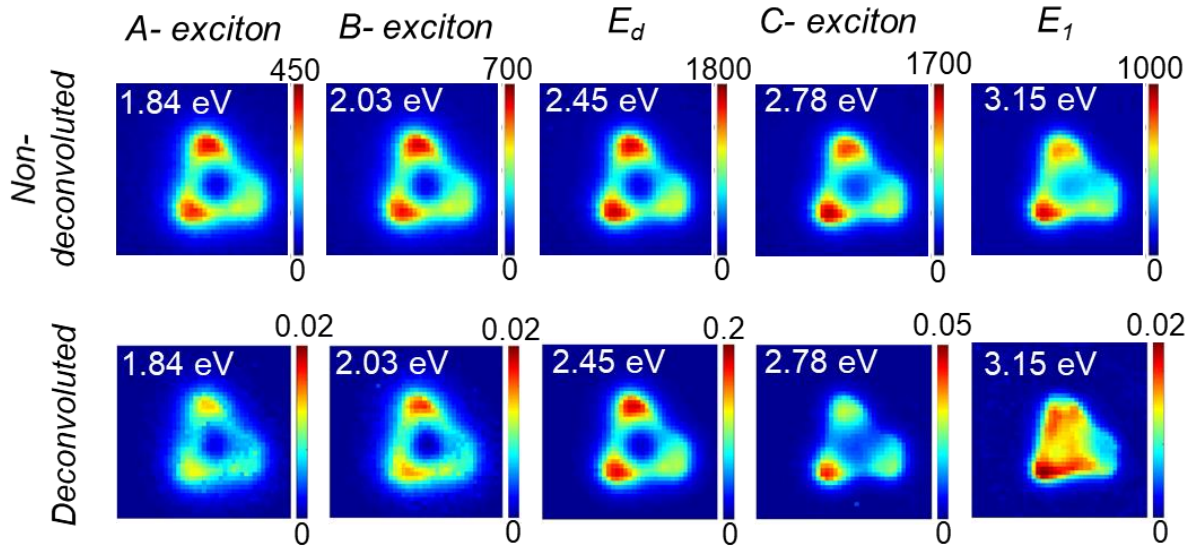 A- exciton B- exciton E_d C- exciton E_1
450 700 1800 1700 1000
Non-
deconvoluted
1.84 eV 2.03 eV 2.45 eV 2.78 eV 3.15 eV
0 0 0 0 0
0.02 0.02 0.2 0.05 0.02
Deconvoluted
1.84 eV 2.03 eV 2.45 eV 2.78 eV 3.15 eV
0 0 0 0 0